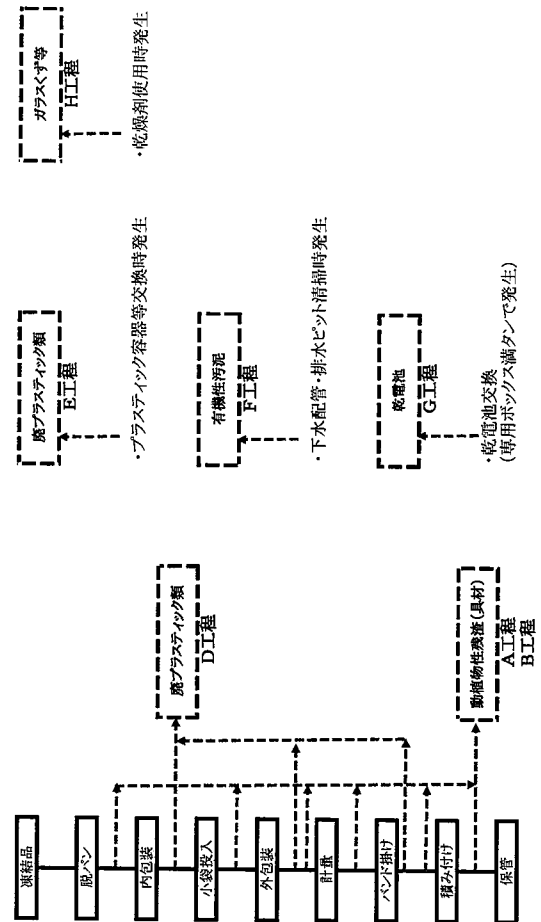 凍結品
脱パン
内包装
小袋投入
外包装
計量
バンド掛け
積み付け
保管
廃プラスティック類
D工程
動植物性残渣(具材)
A工程
B工程
廃プラスティック類
E工程
・プラスティック容器等交換時発生
有機性汚泥
F工程
・下水配管・排水ピット清掃時発生
乾電池
G工程
・乾電池交換
(専用ボックス満タンで発生)
ガラスくず等
H工程
・乾燥剤使用時発生